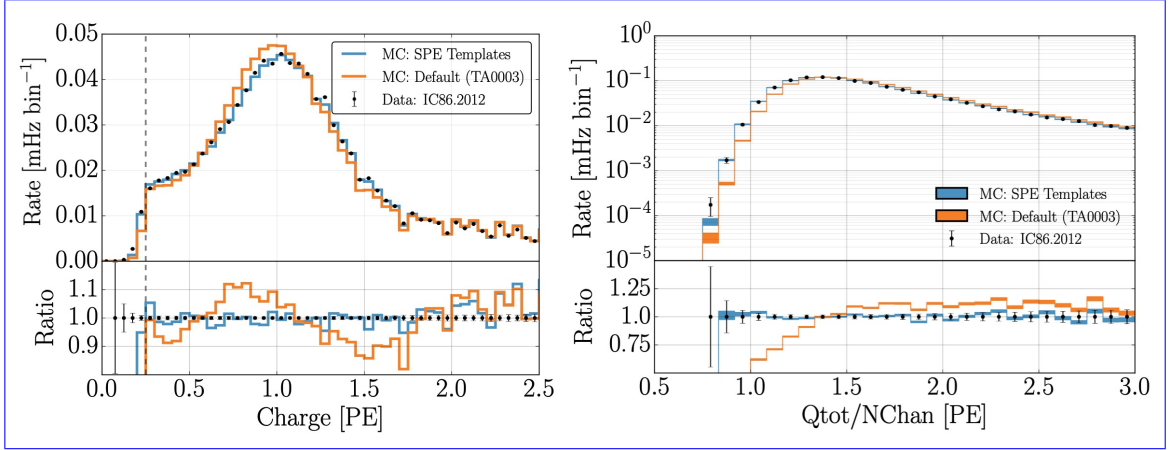 0.05
0.04
0.03
0.02
0.01
0.00
Rate [mHz bin⁻¹]
MC: SPE Templates
MC: Default (TA0003)
Data: IC86.2012
1.1
1.0
0.9
Ratio
0.0 0.5 1.0 1.5 2.0 2.5
Charge [PE]
10⁰
10⁻¹
10⁻²
10⁻³
10⁻⁴
10⁻⁵
Rate [mHz bin⁻¹]
MC: SPE Templates
MC: Default (TA0003)
Data: IC86.2012
1.25
1.0
0.75
Ratio
0.5 1.0 1.5 2.0 2.5 3.0
Qtot/NChan [PE]